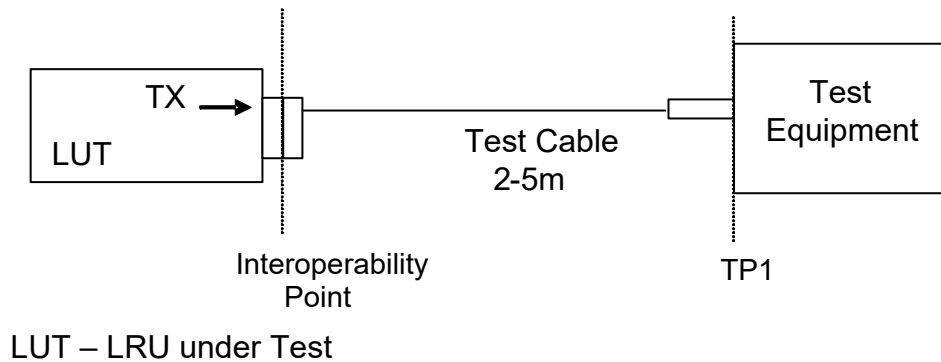 TX
LUT
Test Cable
2-5m
Test
Equipment
Interoperability
Point
TP1
LUT – LRU under Test